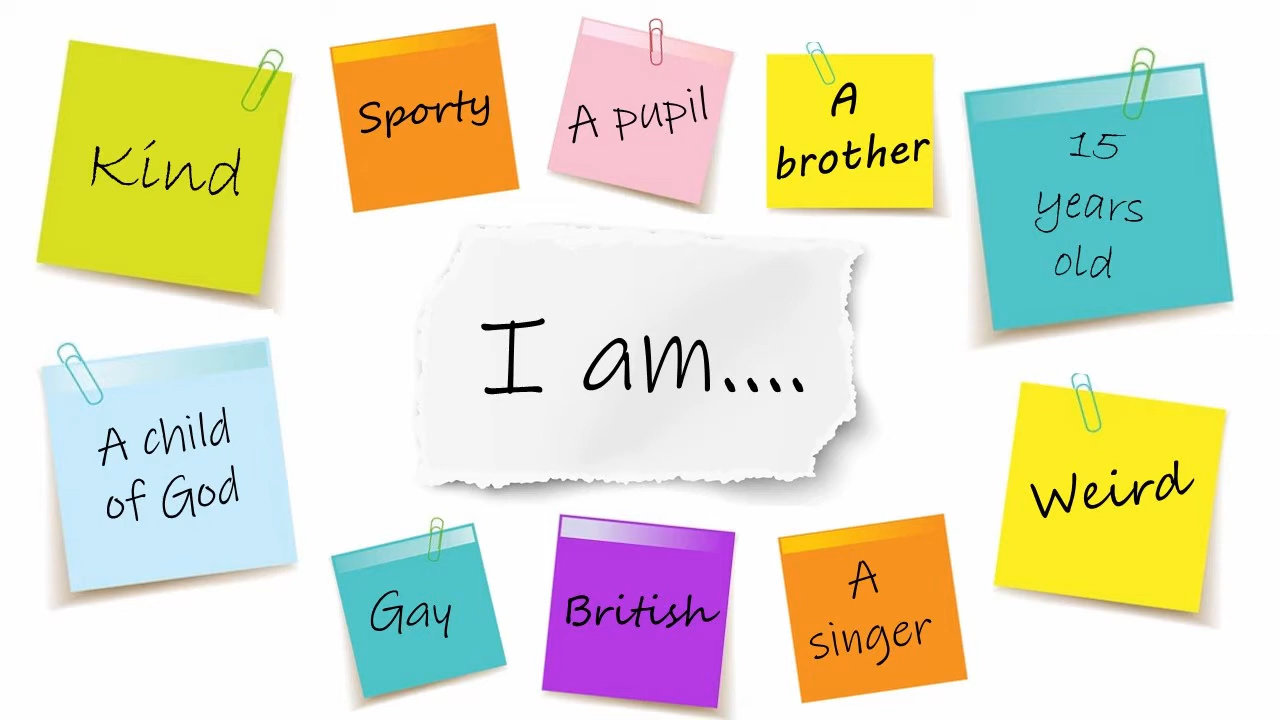 Kind
Sporty
A pupil
A
brother
15
years
old
I am....
A child
of God
Weird
Gay
British
A
singer